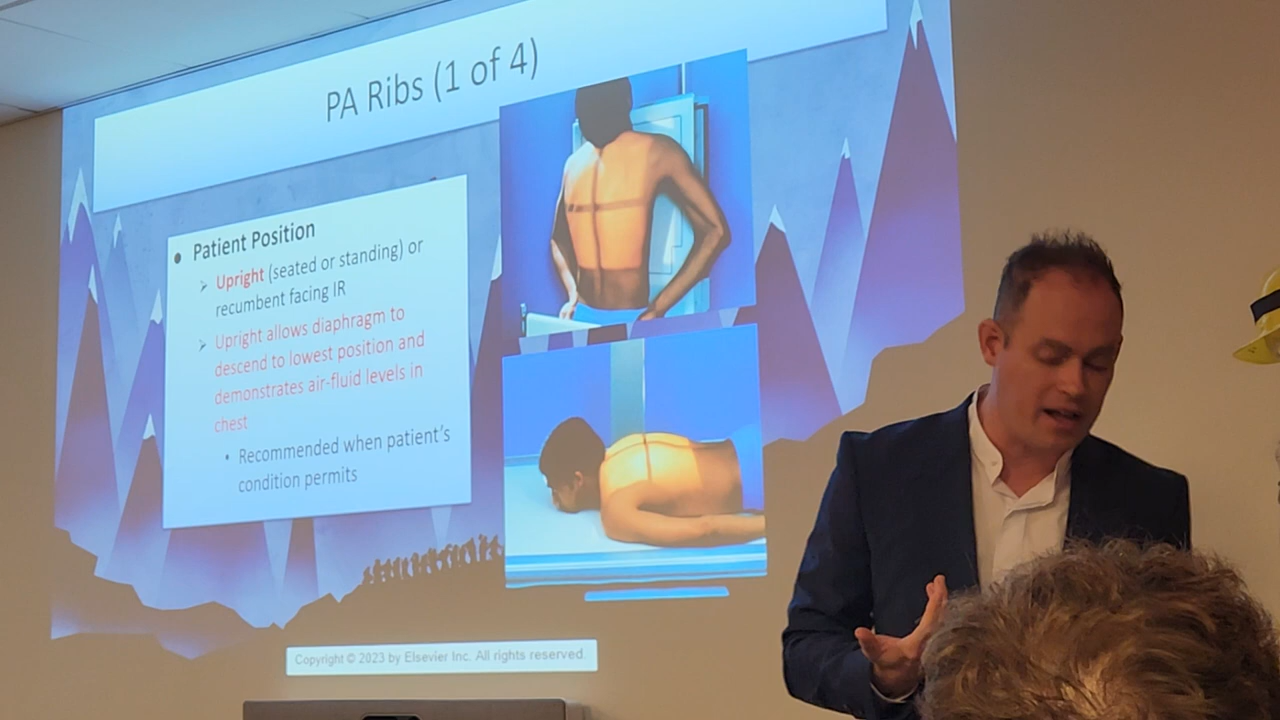 PA Ribs (1 of 4)
• Patient Position
➢ Upright (seated or standing) or
recumbent facing IR
➢ Upright allows diaphragm to
descend to lowest position and
demonstrates air-fluid levels in
chest
• Recommended when patient's
condition permits
Copyright © 2023 by Elsevier Inc. All rights reserved.